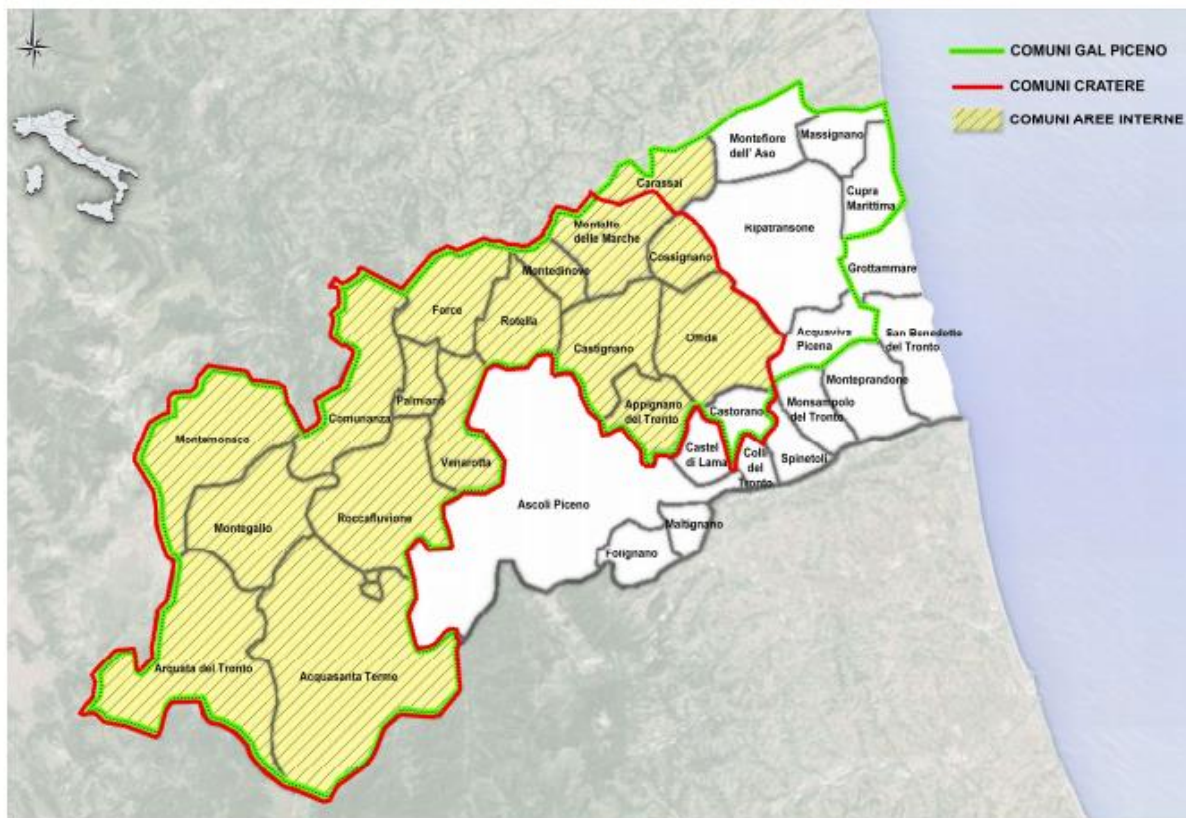 COMUNI GAL PICENO
COMUNI CRATERE
COMUNI AREE INTERNE
Montefiore
dell' Aso
Massignano
Carassai
Cupra
Marittima
Montalto
delle Marche
Ripatransone
Cossignano
Grottammare
Montedinove
Force
Rotella
Acquaviva
Picena
San Benedetto
del Tronto
Castignano
Offida
Monteprandone
Palmiano
Appignano
del Tronto
Castorano
Monsampolo
del Tronto
Comunanza
Montemonaco
Venarotta
Castel
di Lama
Colli
del
Tronto
Spinetoli
Ascoli Piceno
Roccafluvione
Montegallo
Maltignano
Folignano
Arquata del Tronto
Acquasanta Terme